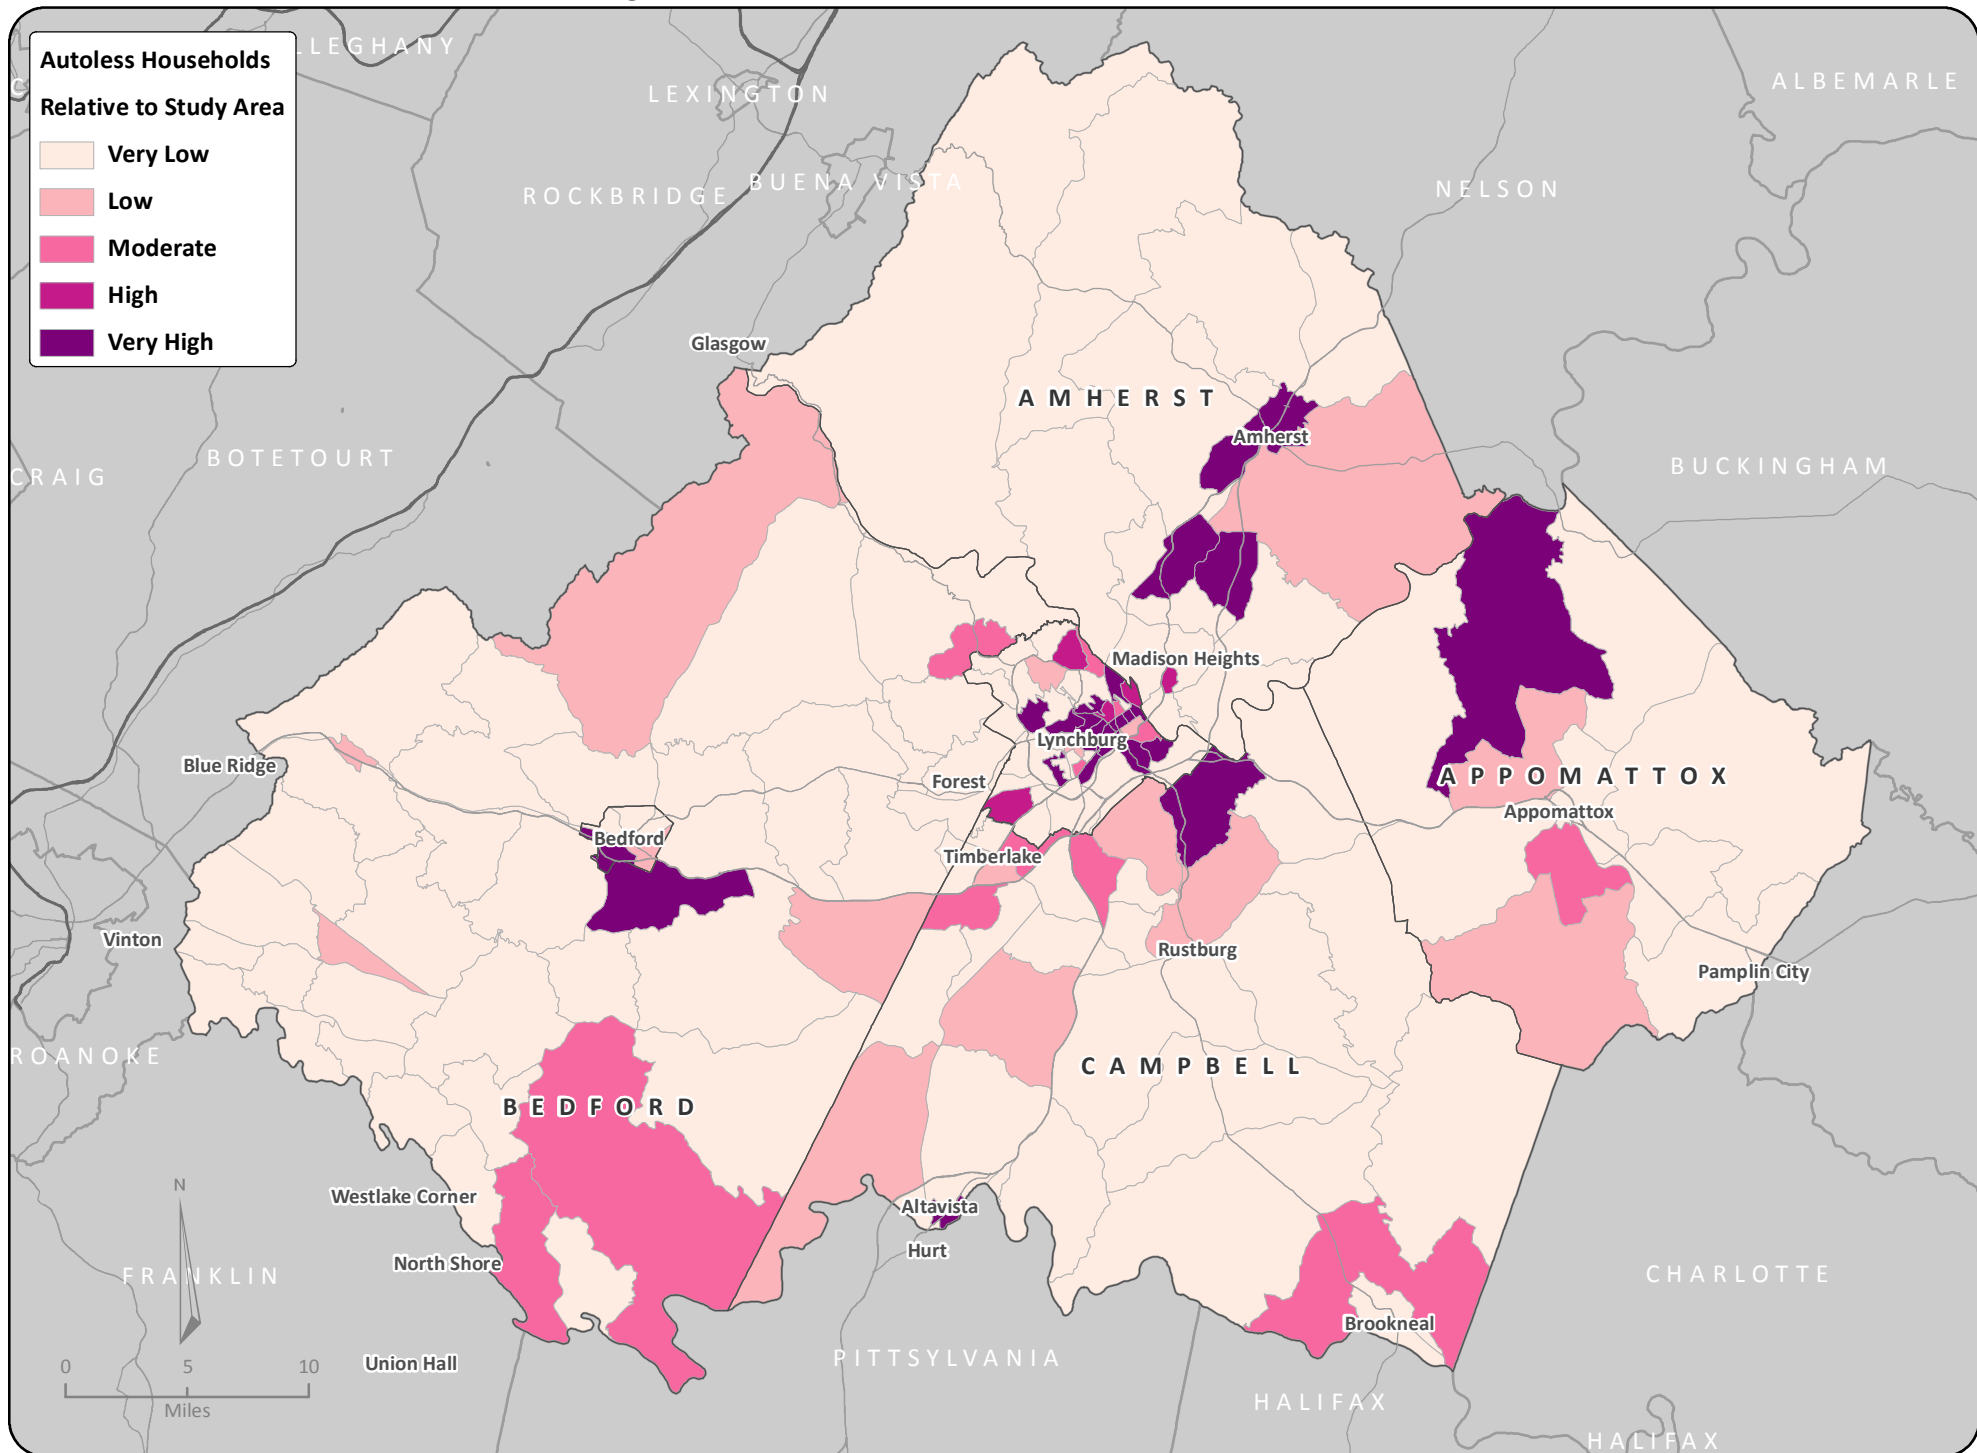 Autoless Households
Relative to Study Area
Very Low
Low
Moderate
High
Very High
LLEGHANY
LEXINGTON
ALBEMARLE
ROCKBRIDGE
BUENA VISTA
NELSON
Glasgow
AMHERST
Amherst
BOTETOURT
CRAIG
BUCKINGHAM
Madison Heights
Lynchburg
Blue Ridge
Forest
APPOMATTOX
Appomattox
Bedford
Timberlake
Vinton
Rustburg
Pamplin City
ROANOKE
CAMPBELL
BEDFORD
N
Westlake Corner
Altavista
Hurt
North Shore
FRANKLIN
CHARLOTTE
Brookneal
Union Hall
PITTSYLVANIA
0 5 10
Miles
HALIFAX
HALIFAX